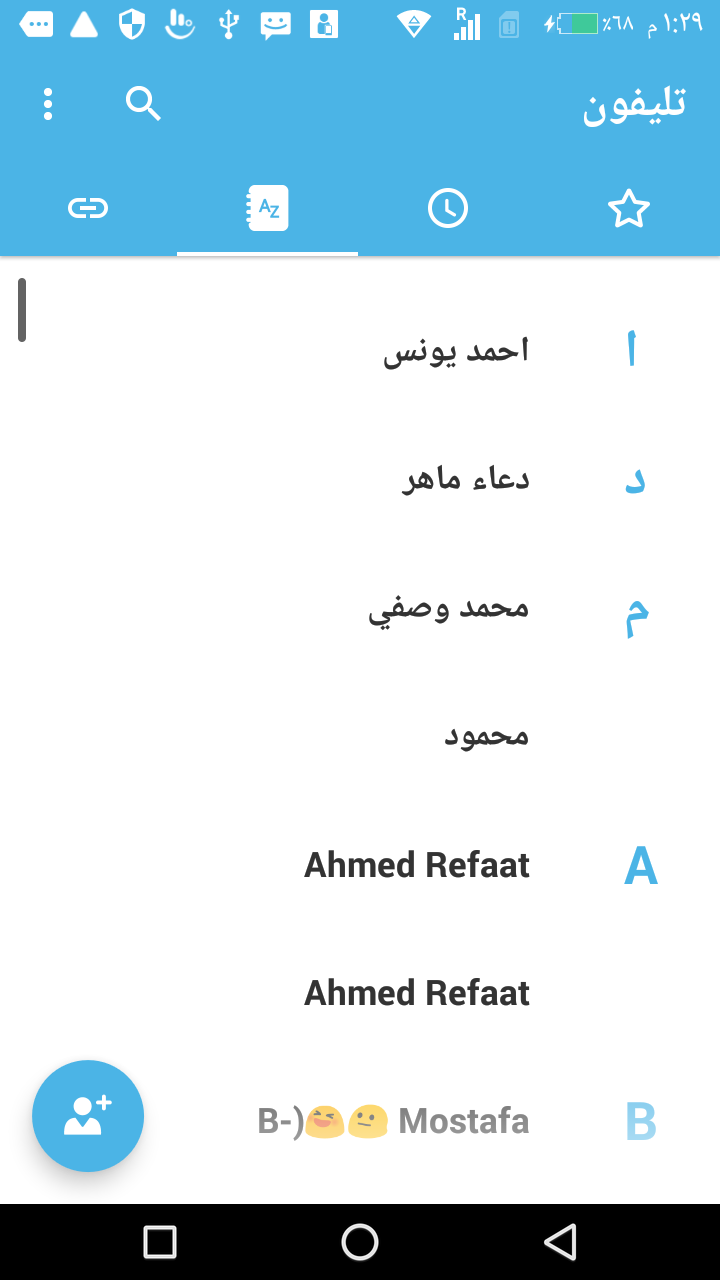 ١:٢٩ م ٪٦٨
R
تليفون
AZ
ا
احمد يونس
د
دعاء ماهر
م
محمد وصفي
محمود
A
Ahmed Refaat
Ahmed Refaat
B
B-)😆😐 Mostafa